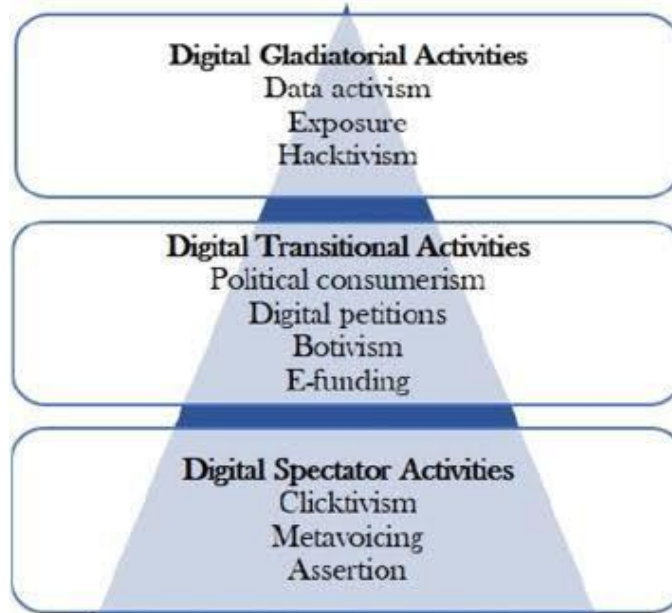 Digital Gladiatorial Activities
Data activism
Exposure
Hacktivism
Digital Transitional Activities
Political consumerism
Digital petitions
Botivism
E-funding
Digital Spectator Activities
Clicktivism
Metavoicing
Assertion